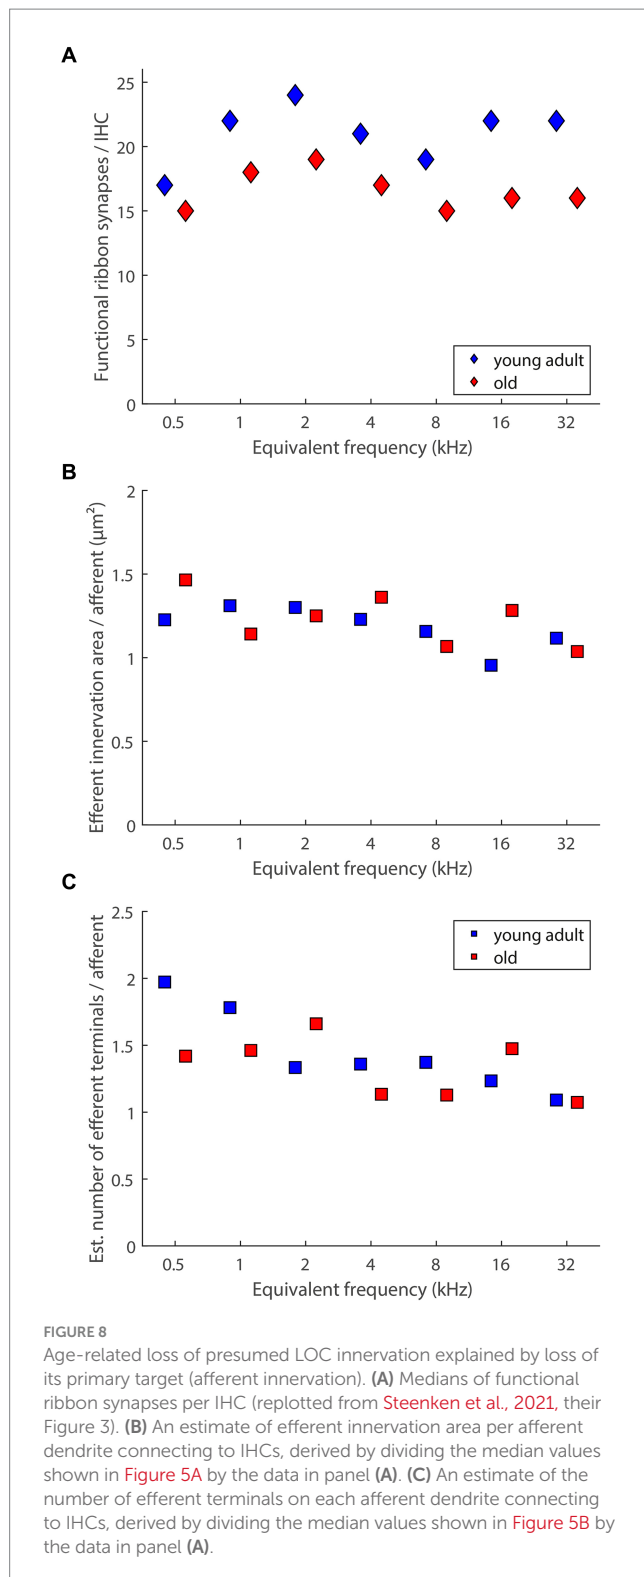 A
Functional ribbon synapses / IHC
25
20
15
10
5
0
young adult
old
0.5 1 2 4 8 16 32
Equivalent frequency (kHz)
B
Efferent innervation area / afferent (µm²)
2
1.5
1
0.5
0
0.5 1 2 4 8 16 32
Equivalent frequency (kHz)
C
Est. number of efferent terminals / afferent
2.5
2
1.5
1
0.5
0
young adult
old
0.5 1 2 4 8 16 32
Equivalent frequency (kHz)
FIGURE 8
Age-related loss of presumed LOC innervation explained by loss of
its primary target (afferent innervation). (A) Medians of functional
ribbon synapses per IHC (replotted from Steenken et al., 2021, their
Figure 3). (B) An estimate of efferent innervation area per afferent
dendrite connecting to IHCs, derived by dividing the median values
shown in Figure 5A by the data in panel (A). (C) An estimate of the
number of efferent terminals on each afferent dendrite connecting
to IHCs, derived by dividing the median values shown in Figure 5B by
the data in panel (A).